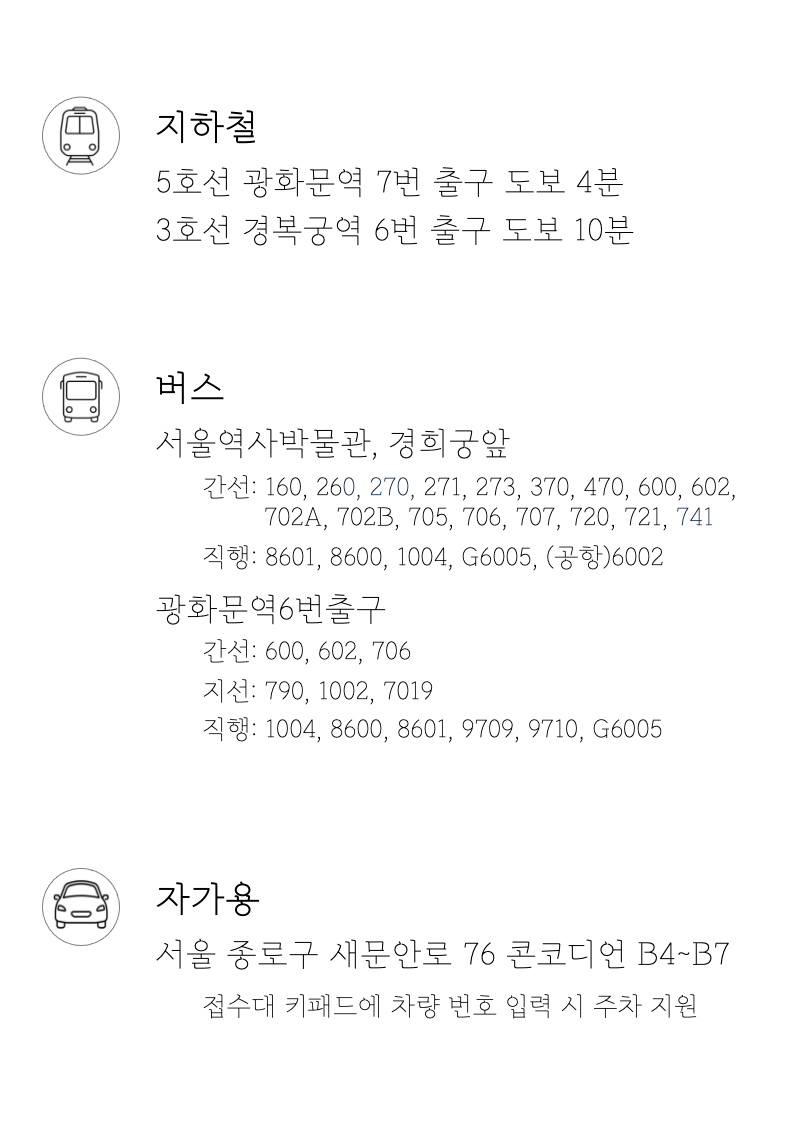 지하철
5호선 광화문역 7번 출구 도보 4분
3호선 경복궁역 6번 출구 도보 10분
버스
서울역사박물관, 경희궁앞
간선: 160, 260, 270, 271, 273, 370, 470, 600, 602,
702A, 702B, 705, 706, 707, 720, 721, 741
직행: 8601, 8600, 1004, G6005, (공항)6002
광화문역6번출구
간선: 600, 602, 706
지선: 790, 1002, 7019
직행: 1004, 8600, 8601, 9709, 9710, G6005
자가용
서울 종로구 새문안로 76 콘코디언 B4~B7
접수대 키패드에 차량 번호 입력 시 주차 지원